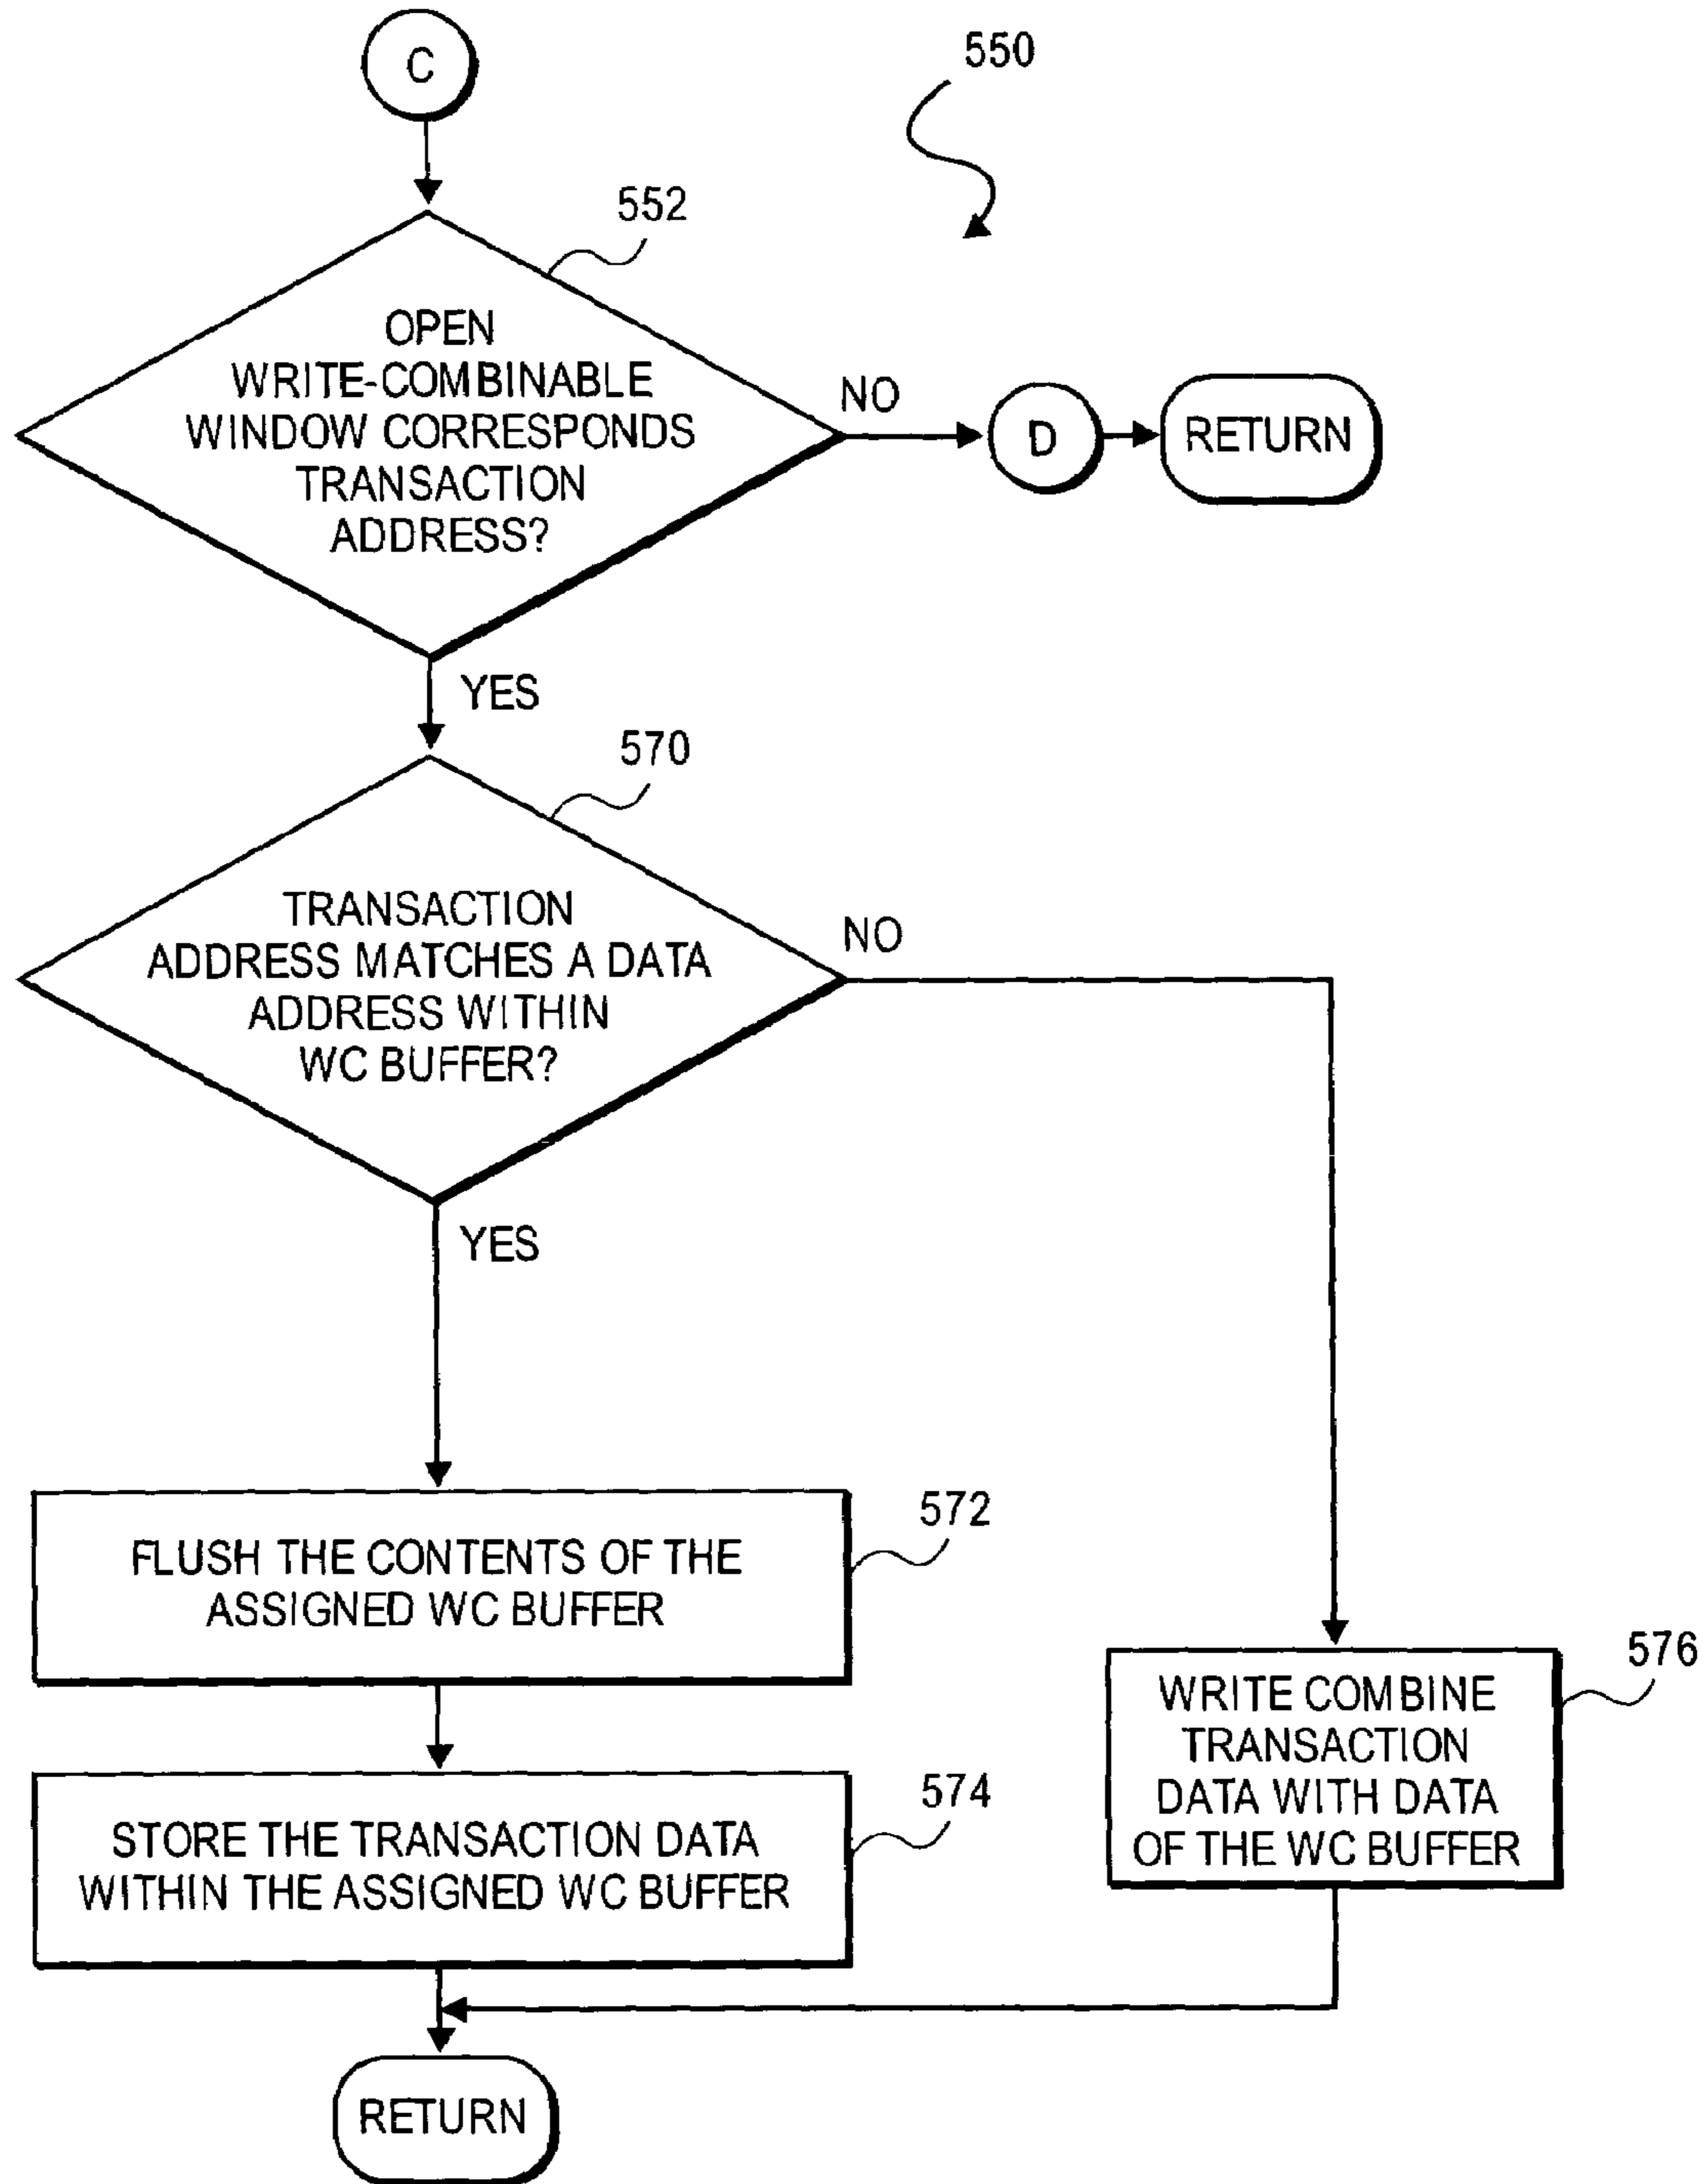 C
550
552
OPEN
WRITE-COMBINABLE
WINDOW CORRESPONDS
TRANSACTION
ADDRESS?
NO
D
RETURN
YES
570
TRANSACTION
ADDRESS MATCHES A DATA
ADDRESS WITHIN
WC BUFFER?
NO
YES
572
FLUSH THE CONTENTS OF THE
ASSIGNED WC BUFFER
576
WRITE COMBINE
TRANSACTION
DATA WITH DATA
OF THE WC BUFFER
574
STORE THE TRANSACTION DATA
WITHIN THE ASSIGNED WC BUFFER
RETURN